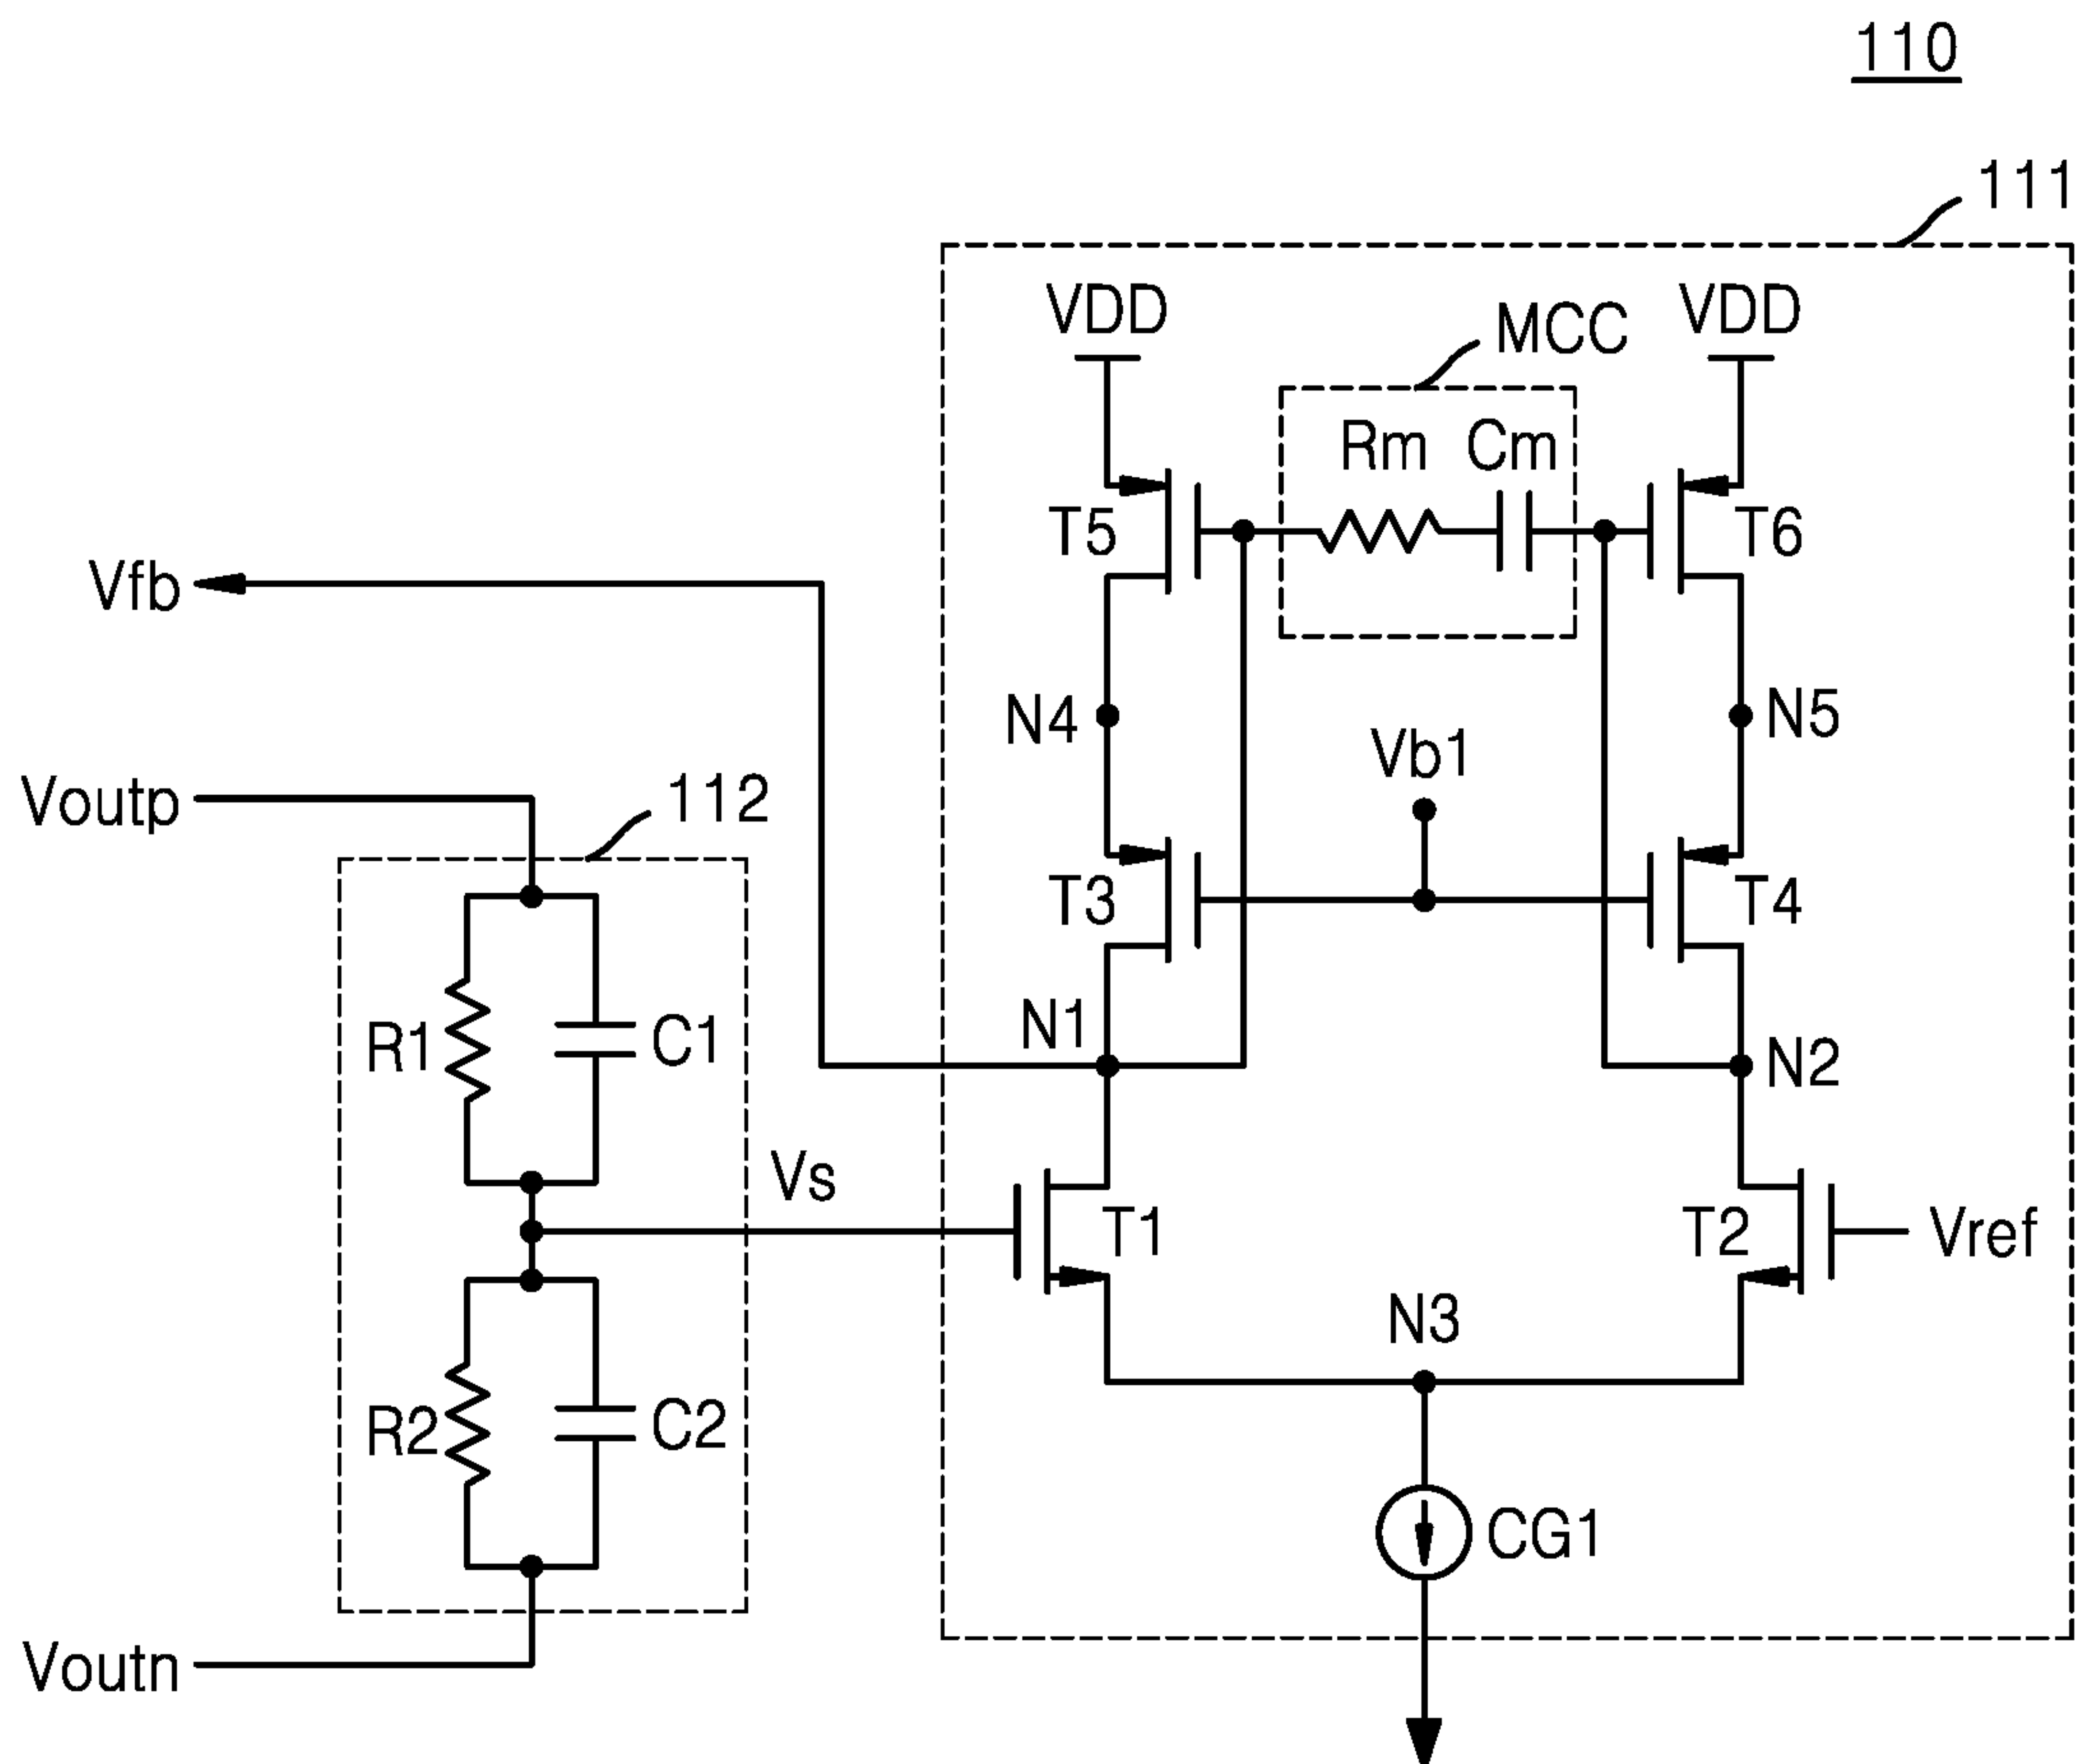 110
111
VDD
MCC
VDD
Rm
Cm
T5
T6
Vfb
N4
N5
Vb1
Voutp
112
T3
T4
N1
R1
C1
N2
Vs
T1
T2
Vref
N3
R2
C2
CG1
Voutn